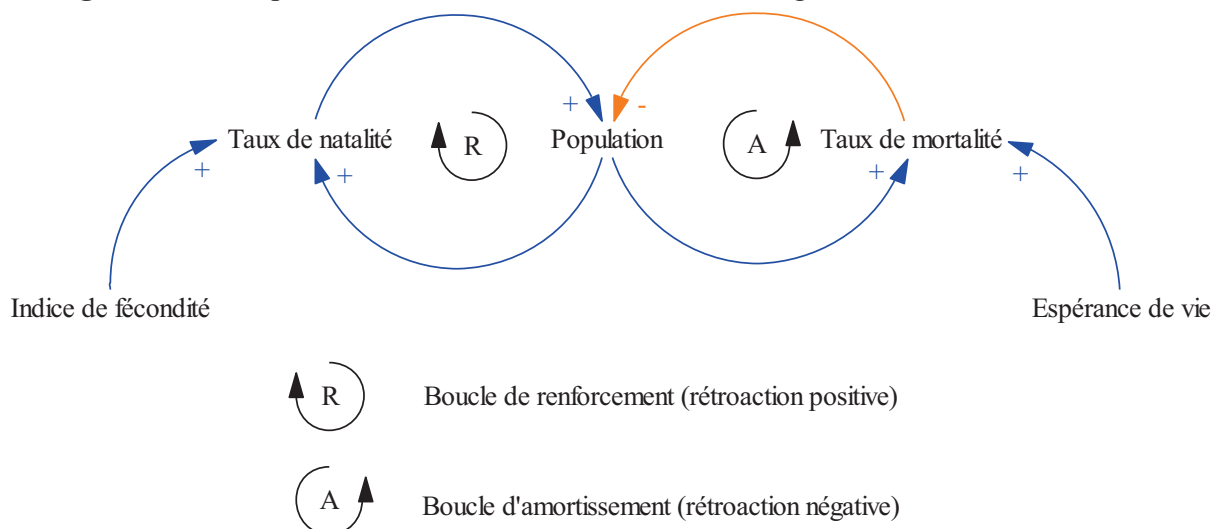 +
-
Taux de natalité
R
Population
A
Taux de mortalité
+
+
+
+
Indice de fécondité
Espérance de vie
R
Boucle de renforcement (rétroaction positive)
A
Boucle d'amortissement (rétroaction négative)